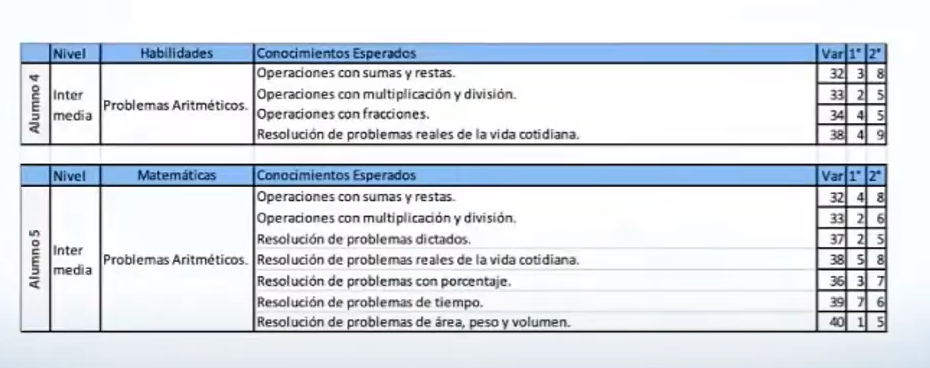 Nivel Habilidades Conocimientos Esperados Var 1° 2°
Alumno 4
Inter media
Problemas Aritméticos.
Operaciones con sumas y restas. 32 3 8
Operaciones con multiplicación y división. 33 2 5
Operaciones con fracciones. 34 4 5
Resolución de problemas reales de la vida cotidiana. 38 4 9
Nivel Matemáticas Conocimientos Esperados Var 1° 2°
Alumno 5
Inter media
Problemas Aritméticos.
Operaciones con sumas y restas. 32 4 8
Operaciones con multiplicación y división. 33 2 6
Resolución de problemas dictados. 37 2 5
Resolución de problemas reales de la vida cotidiana. 38 5 8
Resolución de problemas con porcentaje. 36 3 7
Resolución de problemas de tiempo. 39 7 6
Resolución de problemas de área, peso y volumen. 40 1 5